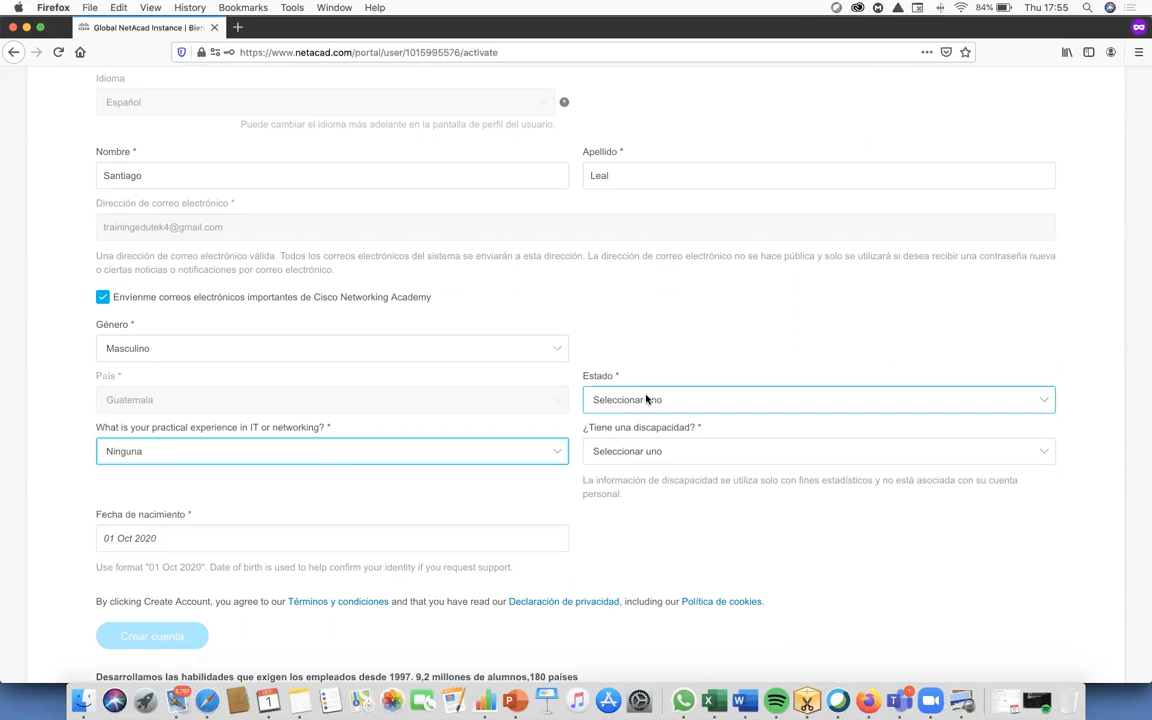 Firefox File Edit View History Bookmarks Tools Window Help 84% Thu 17:55
Global NetAcad Instance | Bien
https://www.netacad.com/portal/user/1015995576/activate
Idioma
Español
Puede cambiar el idioma más adelante en la pantalla de perfil del usuario.
Nombre * Apellido *
Santiago Leal
Dirección de correo electrónico *
trainingedutek4@gmail.com
Una dirección de correo electrónico válida. Todos los correos electrónicos del sistema se enviarán a esta dirección. La dirección de correo electrónico no se hace pública y solo se utilizará si desea recibir una contraseña nueva
o ciertas noticias o notificaciones por correo electrónico.
Envíenme correos electrónicos importantes de Cisco Networking Academy
Género *
Masculino
País * Estado *
Guatemala Seleccionar uno
What is your practical experience in IT or networking? * ¿Tiene una discapacidad? *
Ninguna Seleccionar uno
La información de discapacidad se utiliza solo con fines estadísticos y no está asociada con su cuenta
personal.
Fecha de nacimiento *
01 Oct 2020
Use format "01 Oct 2020". Date of birth is used to help confirm your identity if you request support.
By clicking Create Account, you agree to our Términos y condiciones and that you have read our Declaración de privacidad, including our Política de cookies.
Crear cuenta
Desarrollamos las habilidades que exigen los empleados desde 1997. 9,2 millones de alumnos,180 países
4,797